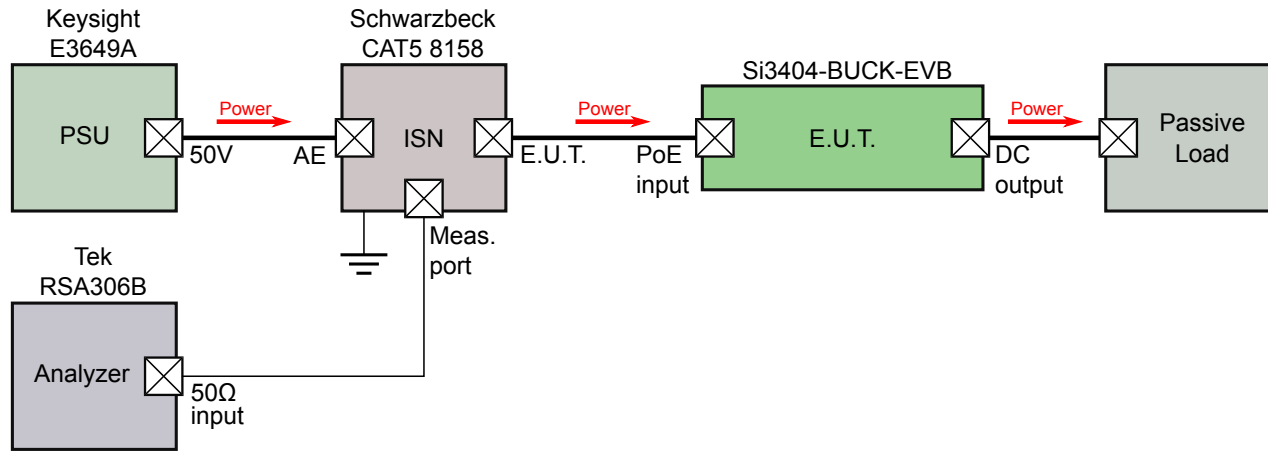 Keysight
E3649A
PSU
50V
Power
Schwarzbeck
CAT5 8158
AE
ISN
E.U.T.
Meas.
port
Power
Si3404-BUCK-EVB
PoE
input
E.U.T.
DC
output
Power
Passive
Load
Tek
RSA306B
Analyzer
50Ω
input